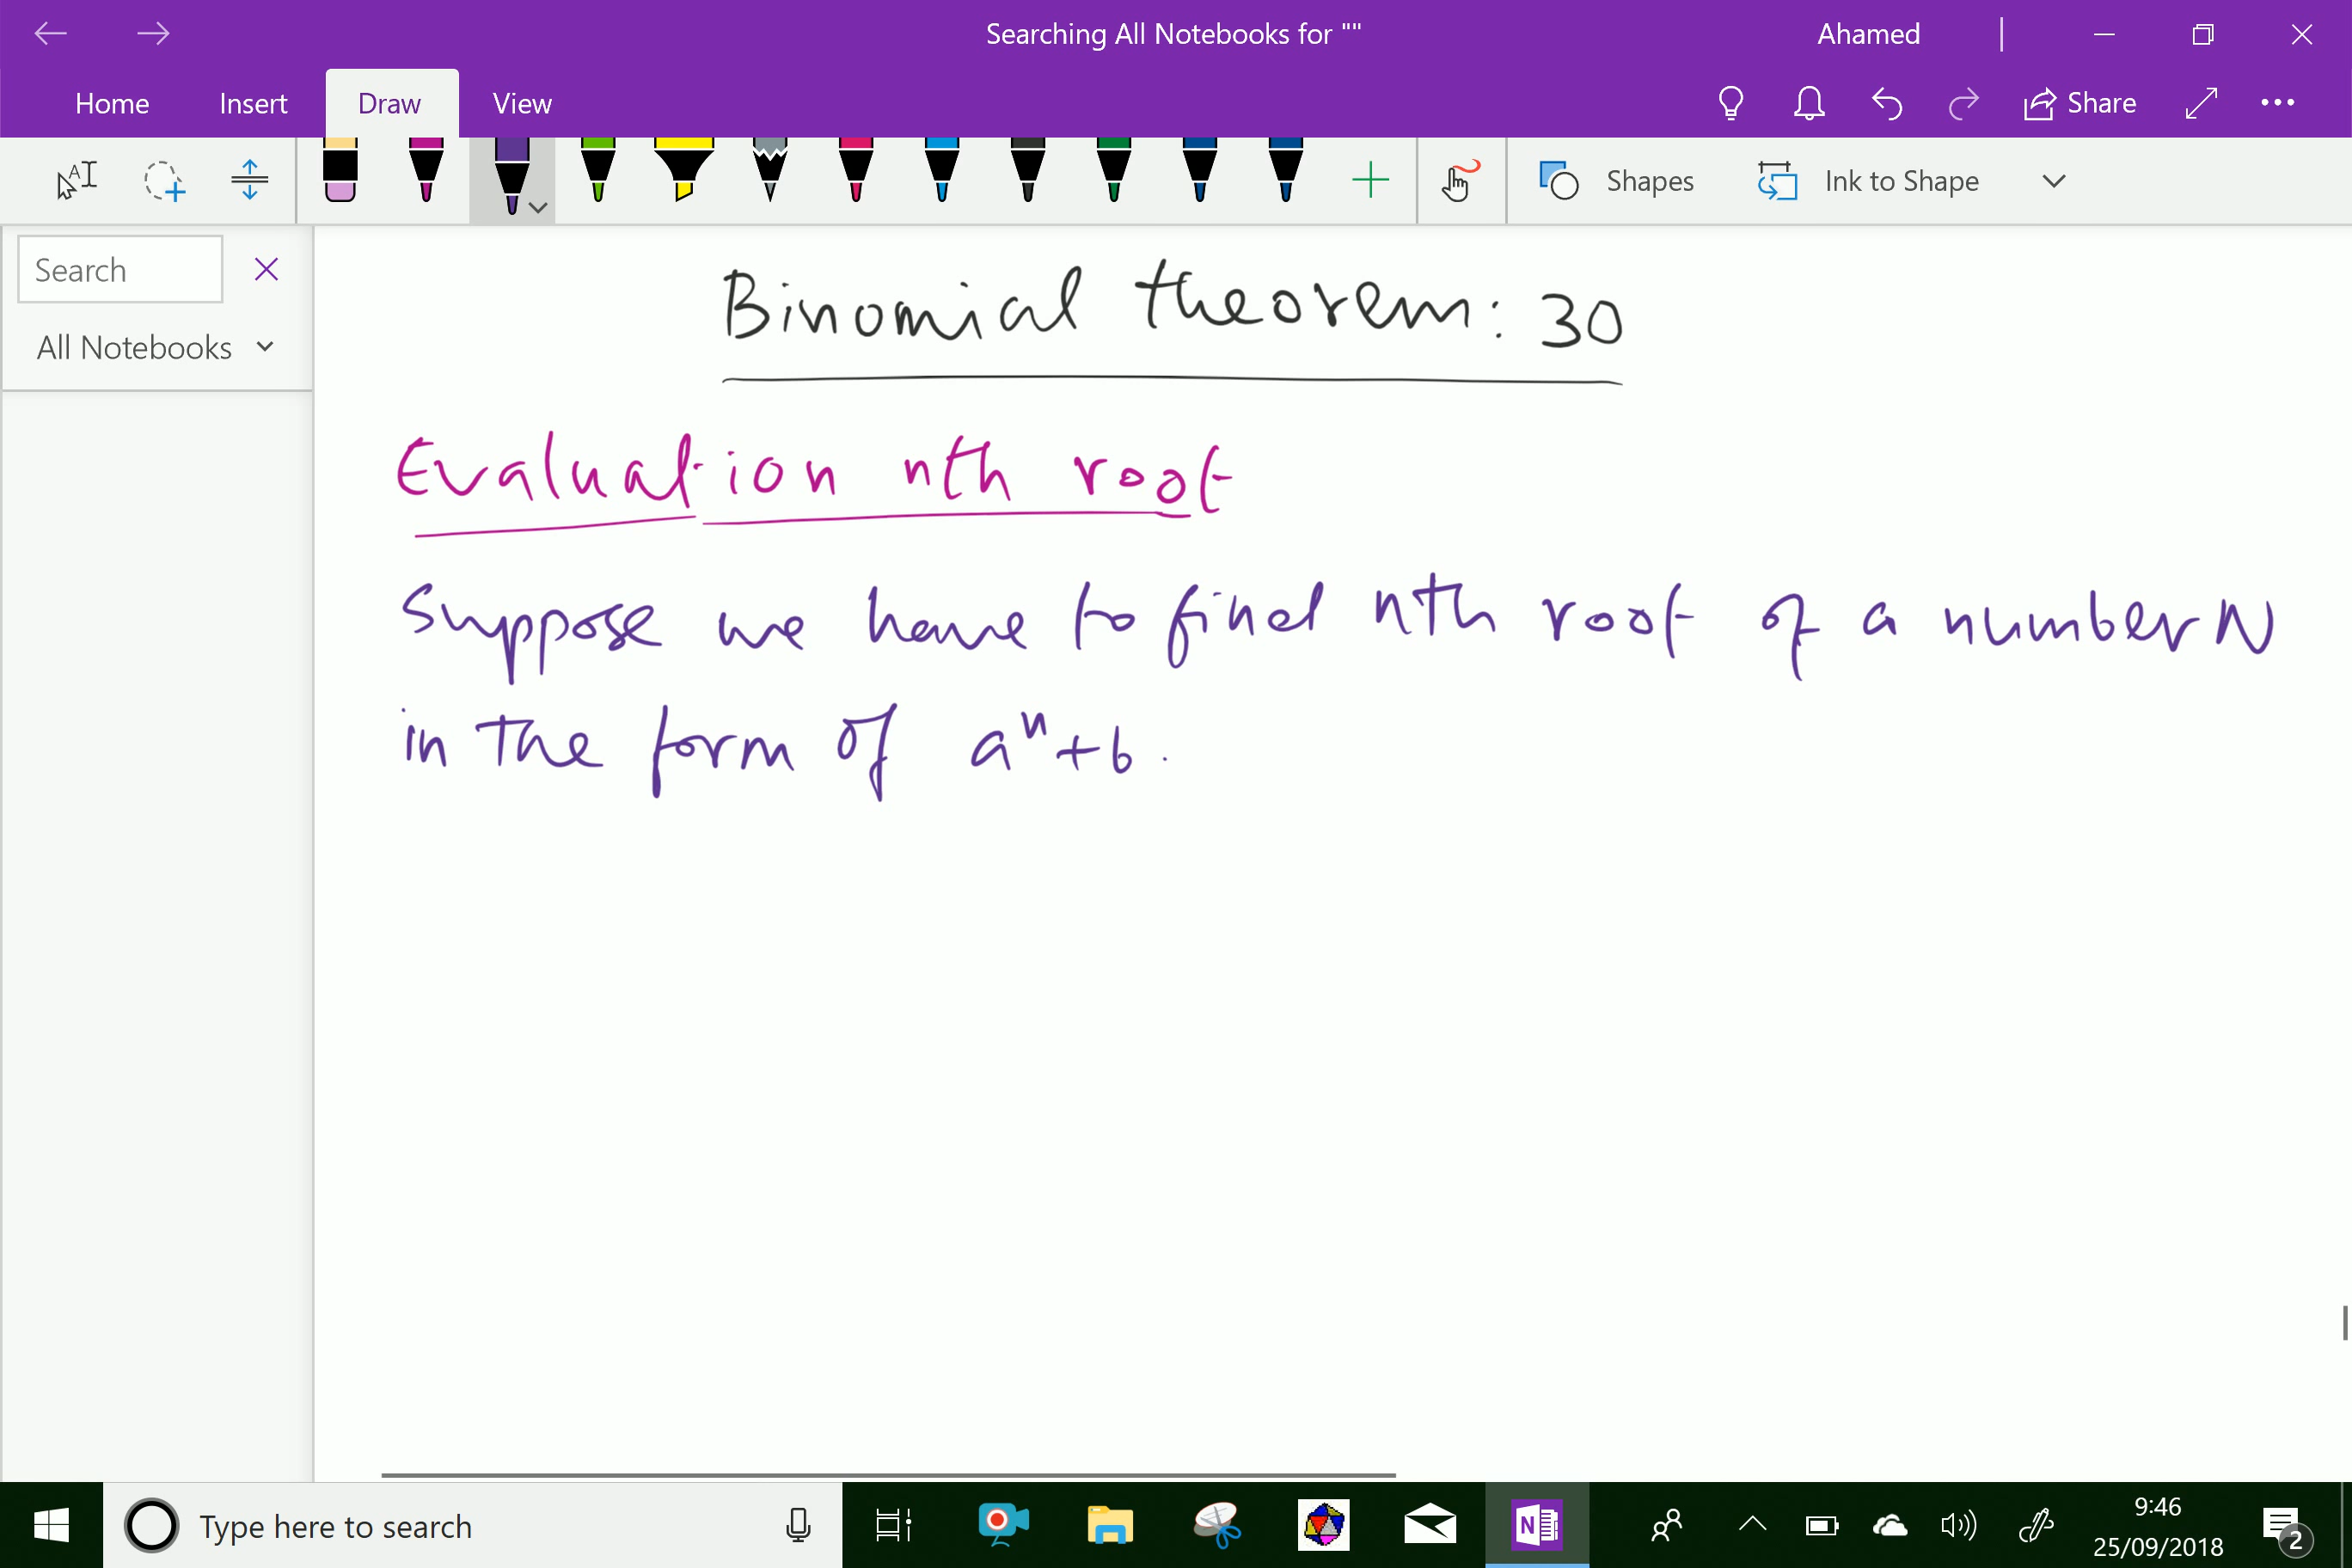 Searching All Notebooks for "" Ahamed
Home Insert Draw View Share
Shapes Ink to Shape
Search
All Notebooks
Binomial theorem: 30
Evaluation nth root
Suppose we have to find nth root of a number N
in the form of aⁿ+b.
Type here to search
N
9:46
25/09/2018
2